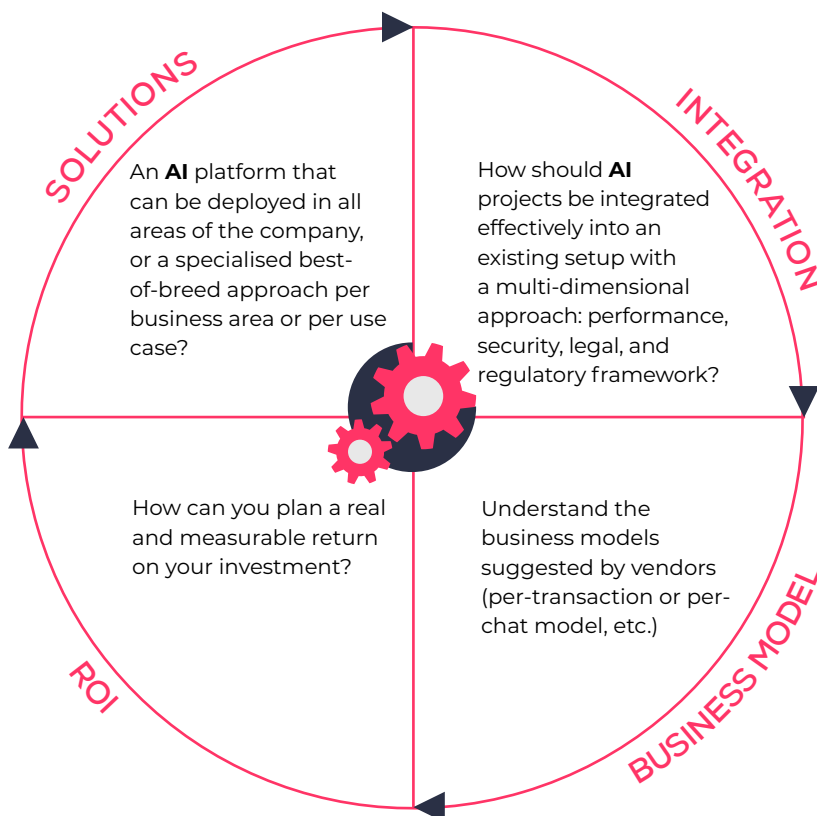 SOLUTIONS
An AI platform that
can be deployed in all
areas of the company,
or a specialised best-
of-breed approach per
business area or per use
case?
INTEGRATION
How should AI
projects be integrated
effectively into an
existing setup with
a multi-dimensional
approach: performance,
security, legal, and
regulatory framework?
ROI
How can you plan a real
and measurable return
on your investment?
BUSINESS MODEL
Understand the
business models
suggested by vendors
(per-transaction or per-
chat model, etc.)